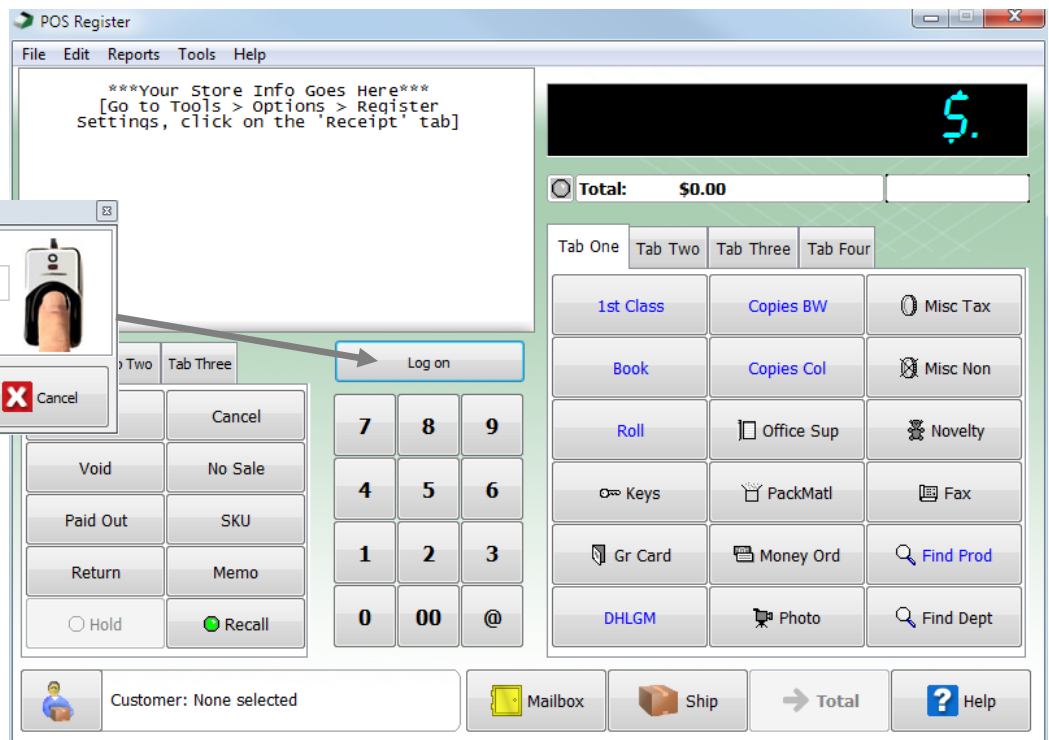 POS Register
File Edit Reports Tools Help
***Your Store Info Goes Here***
[Go to Tools > Options > Register
Settings, click on the 'Receipt' tab]
$.
Total: $0.00
Tab One Tab Two Tab Three Tab Four
1st Class Copies BW Misc Tax
Book Copies Col Misc Non
Roll Office Sup Novelty
Keys PackMatl Fax
Gr Card Money Ord Find Prod
DHLGM Photo Find Dept
Two Tab Three
Log on
Cancel
Cancel
Void No Sale
Paid Out SKU
Return Memo
Hold Recall
7 8 9
4 5 6
1 2 3
0 00 @
Customer: None selected
Mailbox Ship Total Help